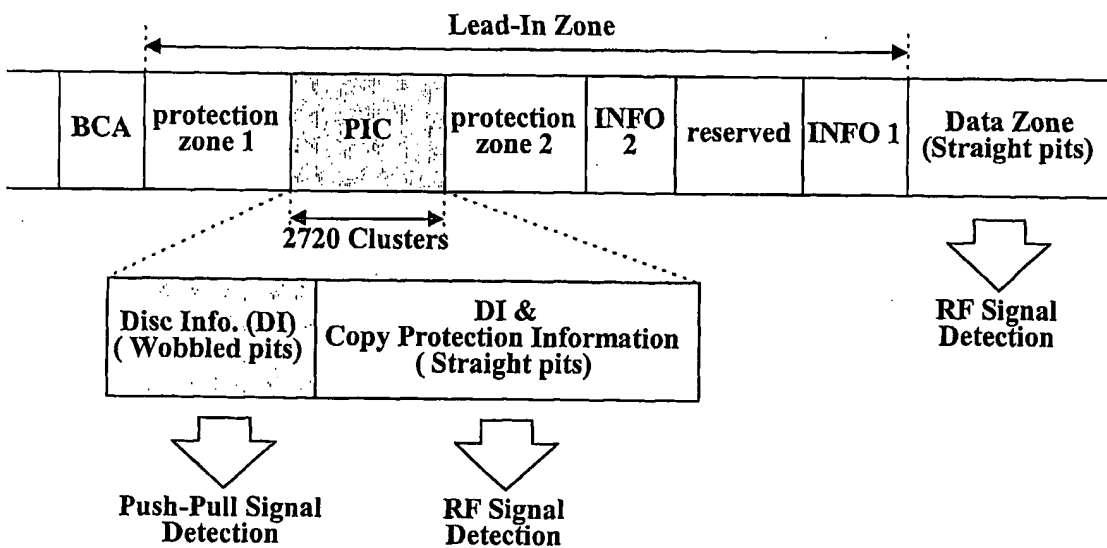 Lead-In Zone
BCA
protection
zone 1
PIC
protection
zone 2
INFO
2
reserved
INFO 1
Data Zone
(Straight pits)
2720 Clusters
Disc Info. (DI)
( Wobbled pits)
DI &
Copy Protection Information
( Straight pits)
RF Signal
Detection
Push-Pull Signal
Detection
RF Signal
Detection